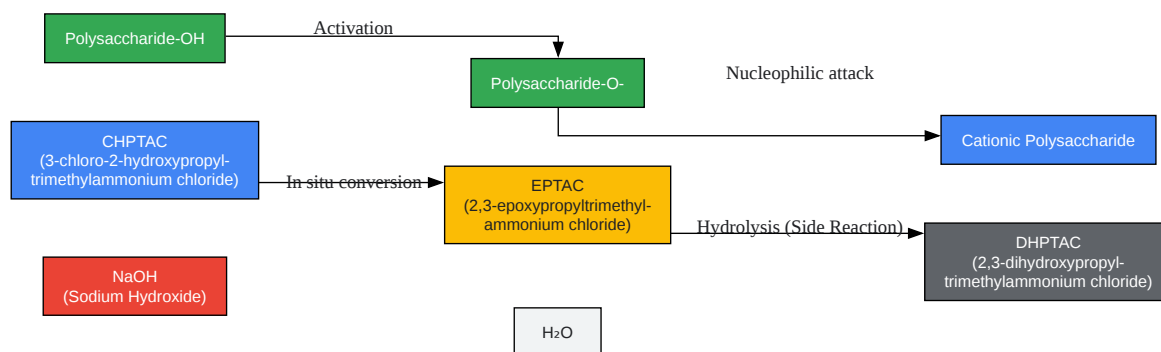 Polysaccharide-OH
Activation
Polysaccharide-O-
Nucleophilic attack
CHPTAC
(3-chloro-2-hydroxypropyl-
trimethylammonium chloride)
Cationic Polysaccharide
In situ conversion
EPTAC
(2,3-epoxypropyltrimethyl-
ammonium chloride)
Hydrolysis (Side Reaction)
DHPTAC
(2,3-dihydroxypropyl-
trimethylammonium chloride)
NaOH
(Sodium Hydroxide)
H₂O